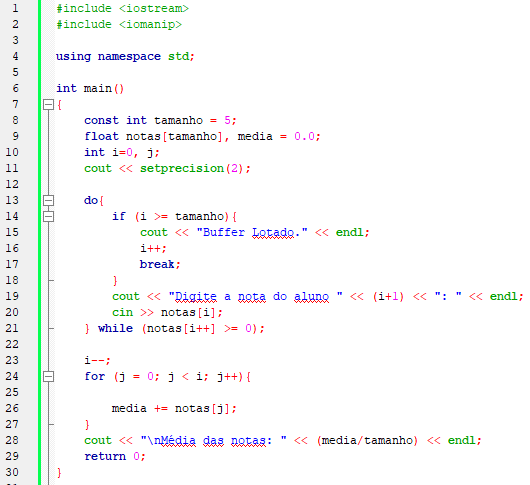 1 #include <iostream>
2 #include <iomanip>
3
4 using namespace std;
5
6 int main()
7 {
8 const int tamanho = 5;
9 float notas[tamanho], media = 0.0;
10 int i=0, j;
11 cout << setprecision(2);
12
13 do{
14 if (i >= tamanho){
15 cout << "Buffer Lotado." << endl;
16 i++;
17 break;
18 }
19 cout << "Digite a nota do aluno " << (i+1) << ": " << endl;
20 cin >> notas[i];
21 } while (notas[i++] >= 0);
22
23 i--;
24 for (j = 0; j < i; j++){
25
26 media += notas[j];
27 }
28 cout << "\nMédia das notas: " << (media/tamanho) << endl;
29 return 0;
30 }